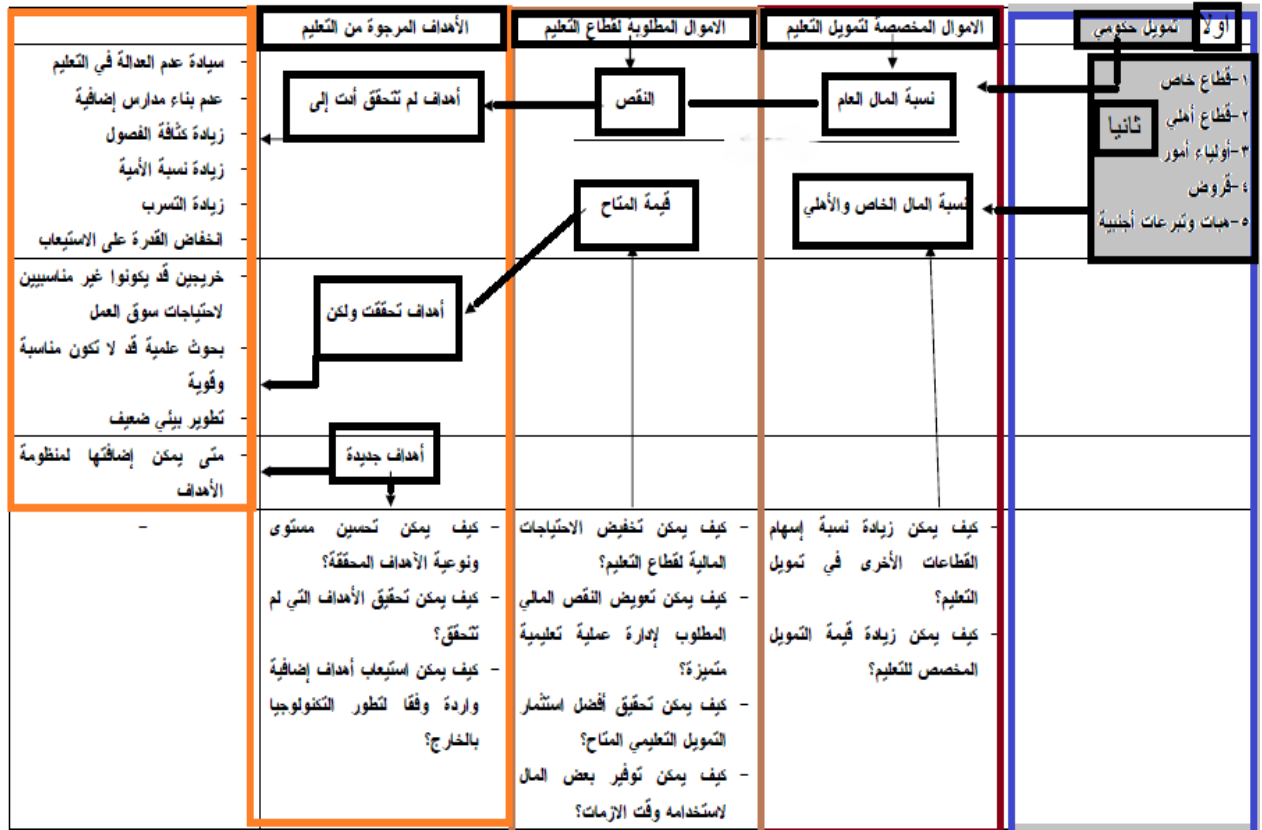 اولا
تمويل حكومي
الاموال المخصصة لتمويل التعليم
الاموال المطلوبة لقطاع التعليم
الأهداف المرجوة من التعليم
١-قطاع خاص
٢-قطاع أهلي
ثانيا
٣-أولياء أمور
٤-قروض
٥-هبات وتبرعات أجنبية
نسبة المال العام
نسبة المال الخاص والأهلي
النقص
قيمة المتاح
أهداف لم تتحقق أدت إلى
أهداف تحققت ولكن
أهداف جديدة
- سيادة عدم العدالة في التعليم
- عدم بناء مدارس إضافية
- زيادة كثافة الفصول
- زيادة نسبة الأمية
- زيادة التسرب
- انخفاض القدرة على الاستيعاب
- خريجين قد يكونوا غير مناسبيين
لاحتياجات سوق العمل
- بحوث علمية قد لا تكون مناسبة
وقوية
- تطوير بيئي ضعيف
- متى يمكن إضافتها لمنظومة
الأهداف
- كيف يمكن زيادة نسبة إسهام
القطاعات الأخرى في تمويل
التعليم؟
- كيف يمكن زيادة قيمة التمويل
المخصص للتعليم؟
- كيف يمكن تخفيض الاحتياجات
المالية لقطاع التعليم؟
- كيف يمكن تعويض النقص المالي
المطلوب لإدارة عملية تعليمية
متميزة؟
- كيف يمكن تحقيق أفضل استثمار
التمويل التعليمي المتاح؟
- كيف يمكن توفير بعض المال
لاستخدامه وقت الازمات؟
- كيف يمكن تحسين مستوى
ونوعية الأهداف المحققة؟
- كيف يمكن تحقيق الأهداف التي لم
تتحقق؟
- كيف يمكن استيعاب أهداف إضافية
واردة وفقا لتطور التكنولوجيا
بالخارج؟
-